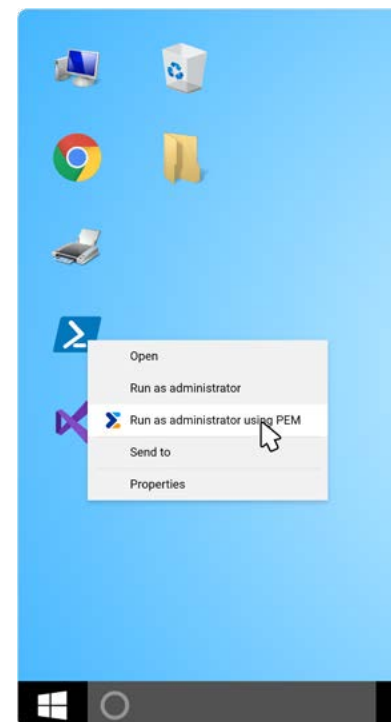 Open
Run as administrator
Run as administrator using PEM
Send to
Properties